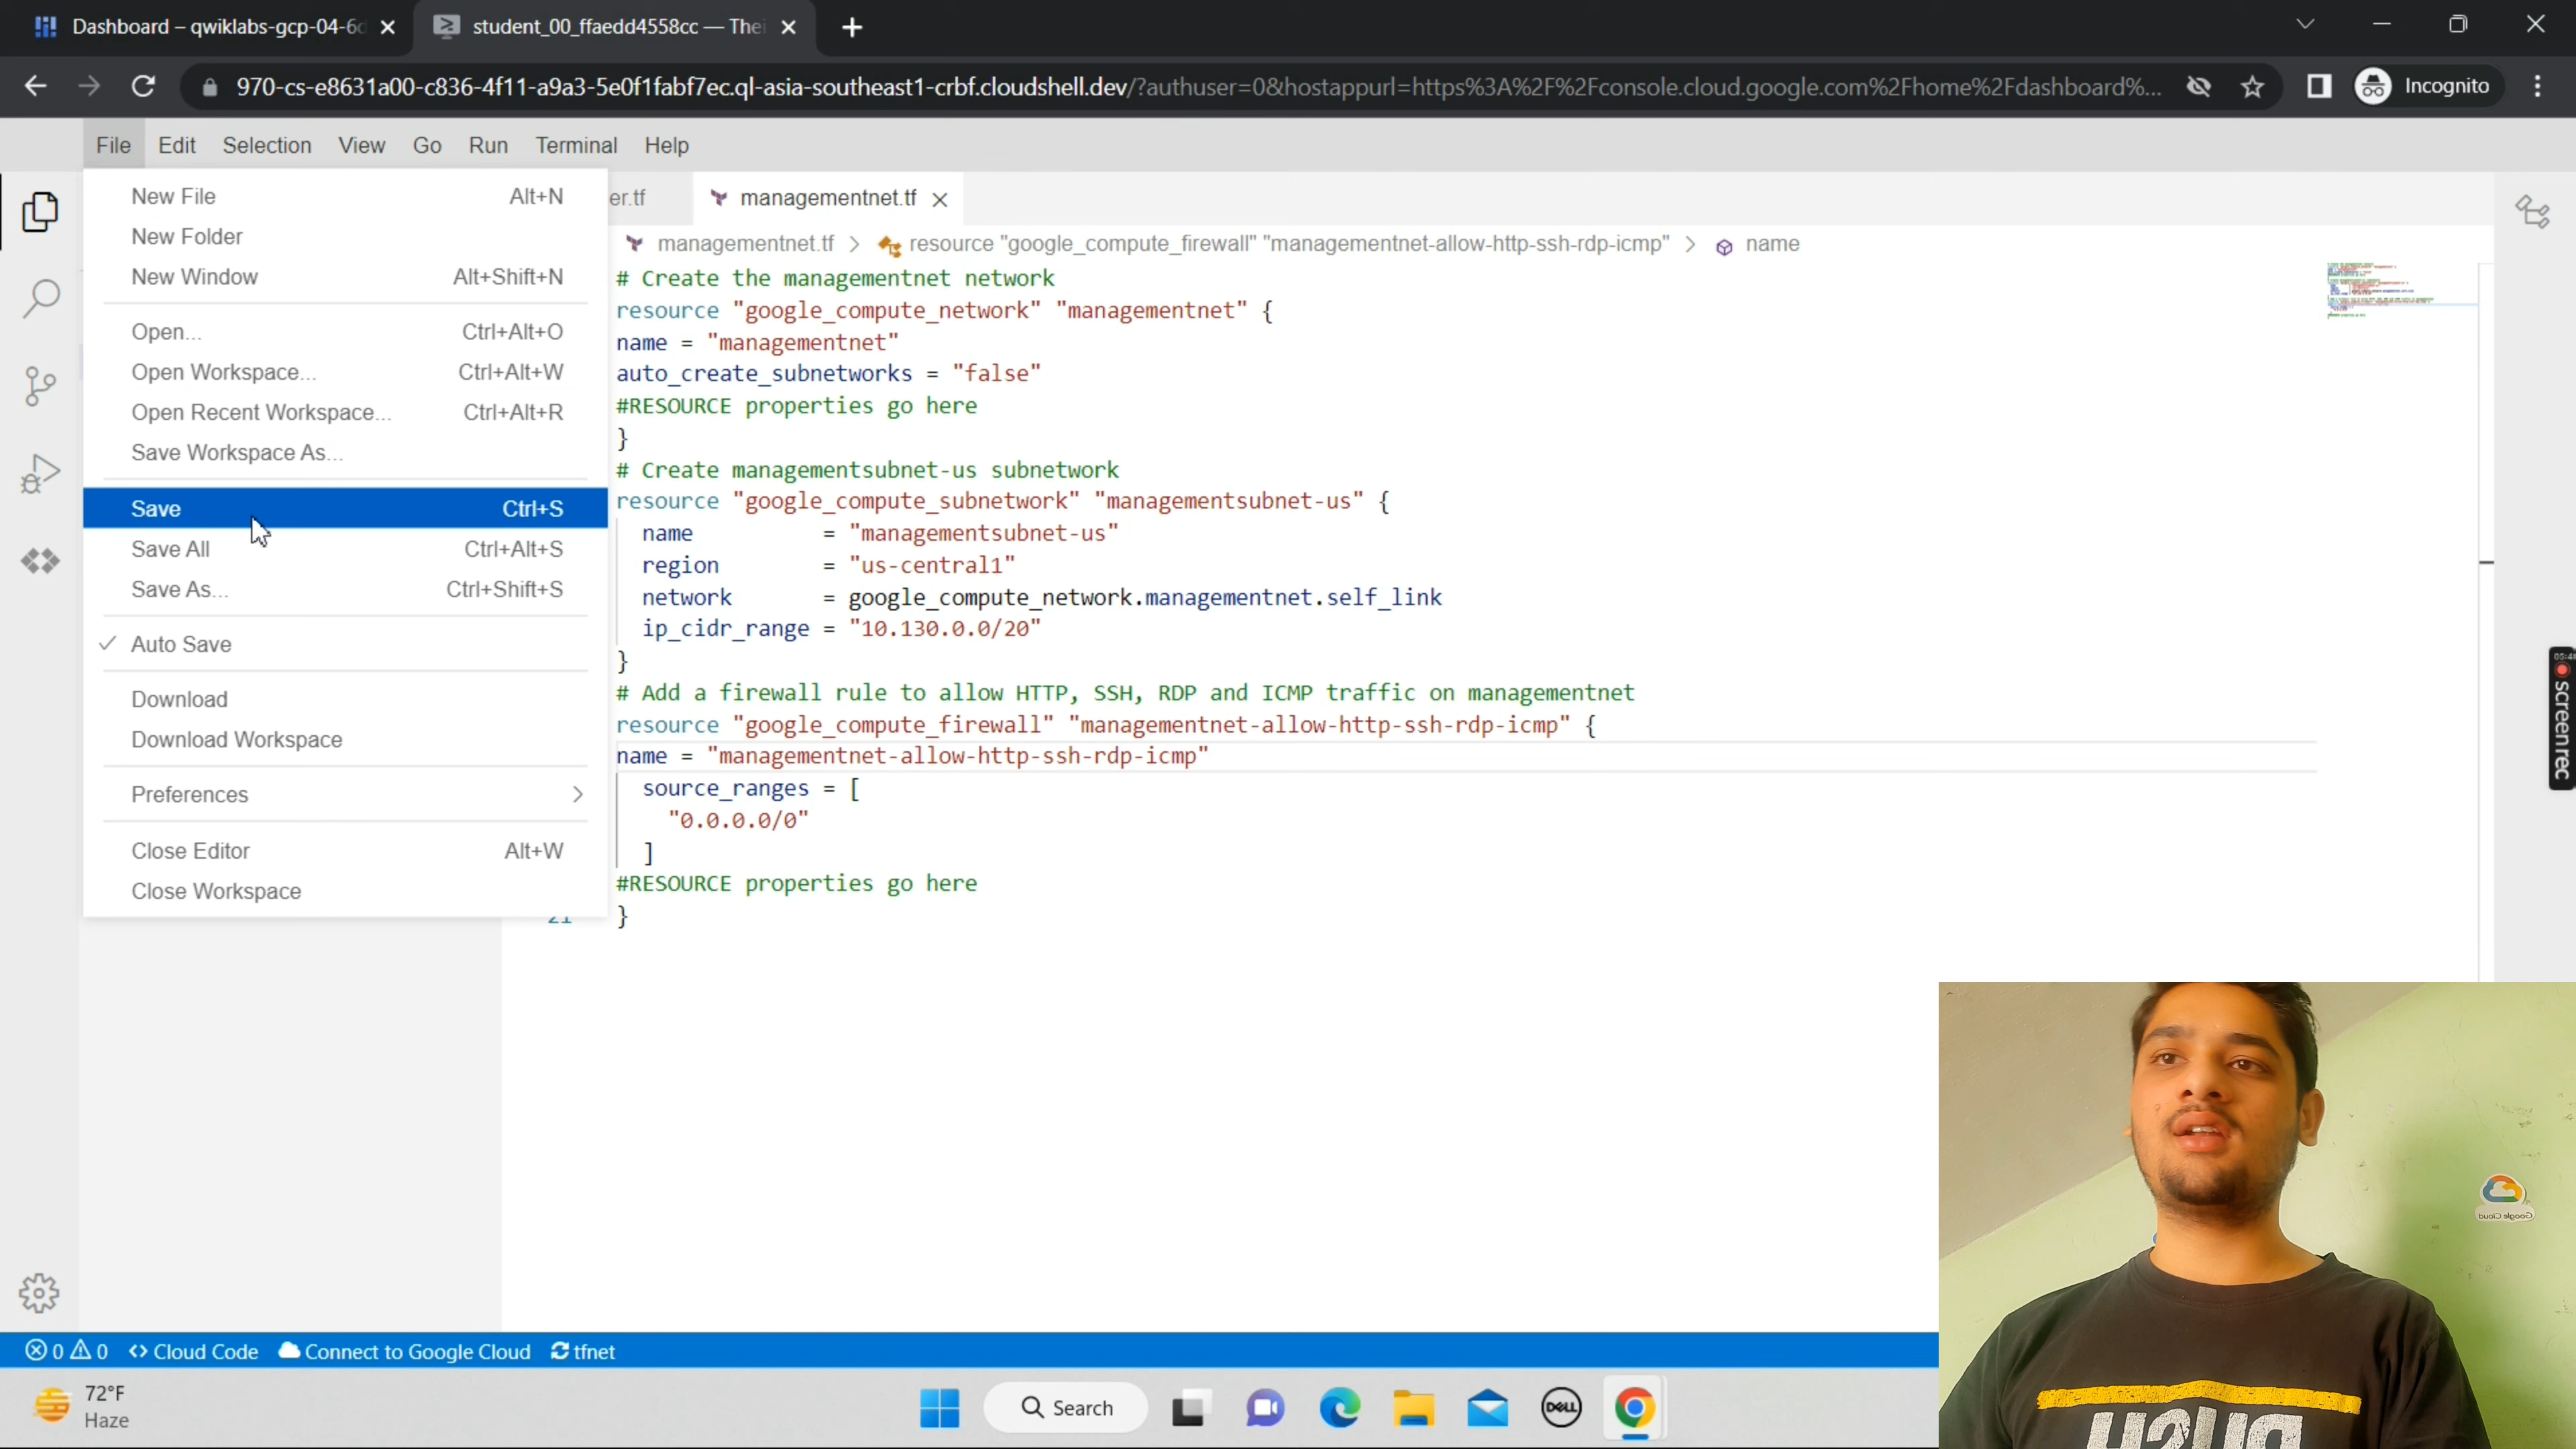 Dashboard – qwiklabs-gcp-04-6d
student_00_ffaedd4558cc — Thei
970-cs-e8631a00-c836-4f11-a9a3-5e0f1fabf7ec.ql-asia-southeast1-crbf.cloudshell.dev/?authuser=0&hostappurl=https%3A%2F%2Fconsole.cloud.google.com%2Fhome%2Fdashboard%...
Incognito
File Edit Selection View Go Run Terminal Help
New File Alt+N
New Folder
New Window Alt+Shift+N
Open... Ctrl+Alt+O
Open Workspace... Ctrl+Alt+W
Open Recent Workspace... Ctrl+Alt+R
Save Workspace As...
Save Ctrl+S
Save All Ctrl+Alt+S
Save As... Ctrl+Shift+S
Auto Save
Download
Download Workspace
Preferences
Close Editor Alt+W
Close Workspace
er.tf
managementnet.tf
managementnet.tf > resource "google_compute_firewall" "managementnet-allow-http-ssh-rdp-icmp" > name
# Create the managementnet network
resource "google_compute_network" "managementnet" {
name = "managementnet"
auto_create_subnetworks = "false"
#RESOURCE properties go here
}
# Create managementsubnet-us subnetwork
resource "google_compute_subnetwork" "managementsubnet-us" {
name = "managementsubnet-us"
region = "us-central1"
network = google_compute_network.managementnet.self_link
ip_cidr_range = "10.130.0.0/20"
}
# Add a firewall rule to allow HTTP, SSH, RDP and ICMP traffic on managementnet
resource "google_compute_firewall" "managementnet-allow-http-ssh-rdp-icmp" {
name = "managementnet-allow-http-ssh-rdp-icmp"
source_ranges = [
"0.0.0.0/0"
]
#RESOURCE properties go here
21 }
screenrec
Google Cloud
0 0 Cloud Code Connect to Google Cloud tfnet
72°F
Haze
Search
DELL